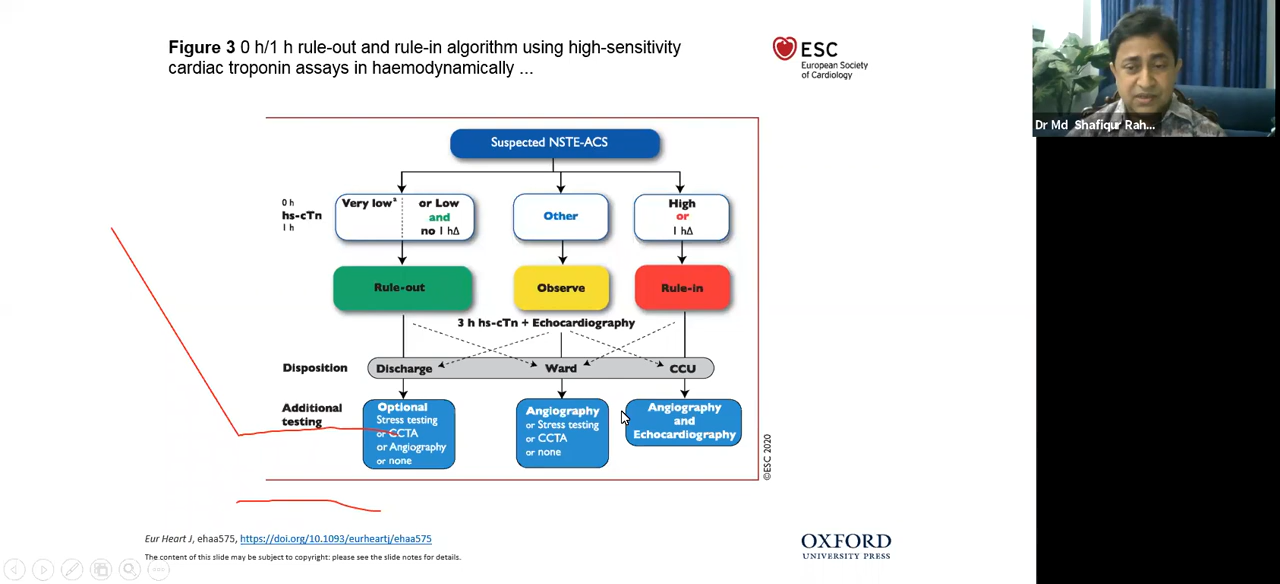 Figure 3 0 h/1 h rule-out and rule-in algorithm using high-sensitivity
cardiac troponin assays in haemodynamically ...
ESC
European Society
of Cardiology
Dr Md Shafiqur Rah...
Suspected NSTE-ACS
0 h
hs-cTn
1 h
Very lowᵃ
or Low
and
no 1 hΔ
Other
High
or
1 hΔ
Rule-out
Observe
Rule-in
3 h hs-cTn + Echocardiography
Disposition
Discharge
Ward
CCU
Additional
testing
Optional
Stress testing
or CCTA
or Angiography
or none
Angiography
or Stress testing
or CCTA
or none
Angiography
and
Echocardiography
©ESC 2020
Eur Heart J, ehaa575, https://doi.org/10.1093/eurheartj/ehaa575
The content of this slide may be subject to copyright: please see the slide notes for details.
OXFORD
UNIVERSITY PRESS